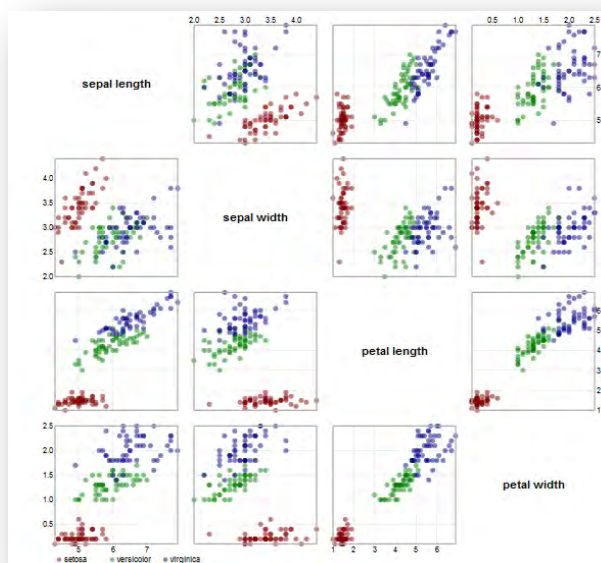 2.0 2.5 3.0 3.5 4.0
0.5 1.0 1.5 2.0 2.5
sepal length
7
6
5
4.0
3.5
3.0
2.5
2.0
sepal width
petal length
6
5
4
3
2
1
2.5
2.0
1.5
1.0
0.5
petal width
5 6 7
1 2 3 4 5 6
setosa versicolor virginica